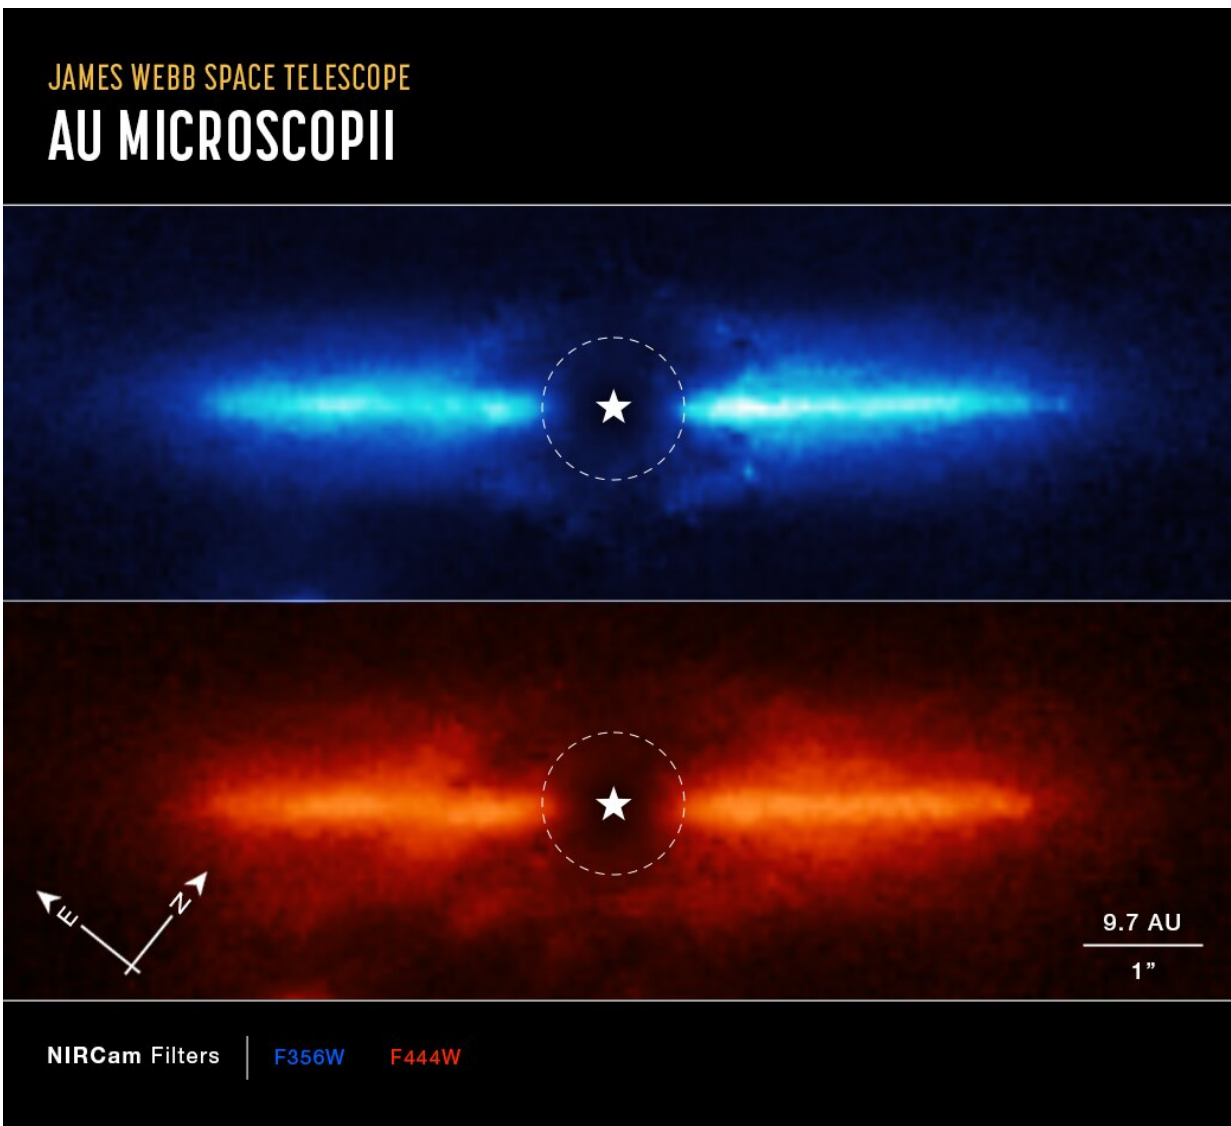 JAMES WEBB SPACE TELESCOPE
AU MICROSCOPII
E
N
9.7 AU
1”
NIRCam Filters
F356W
F444W